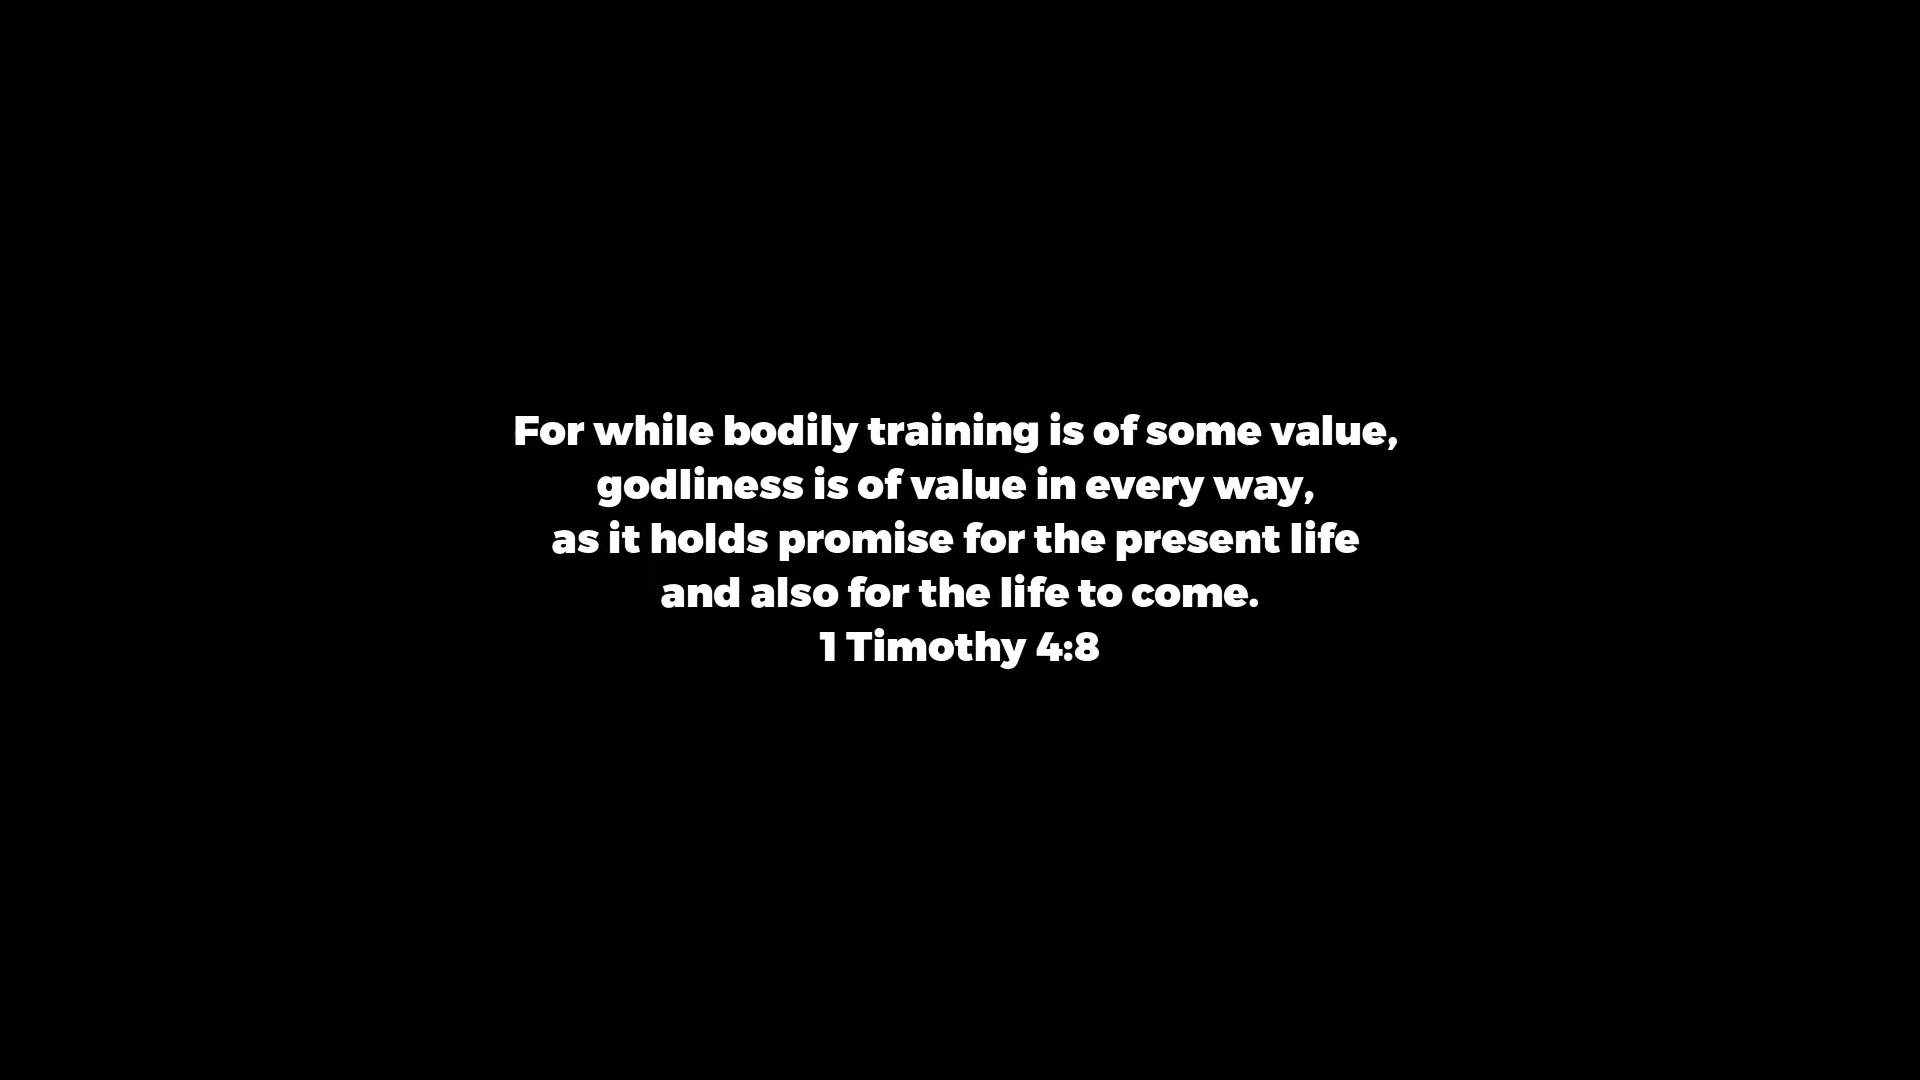 For while bodily training is of some value,
godliness is of value in every way,
as it holds promise for the present life
and also for the life to come.
1 Timothy 4:8